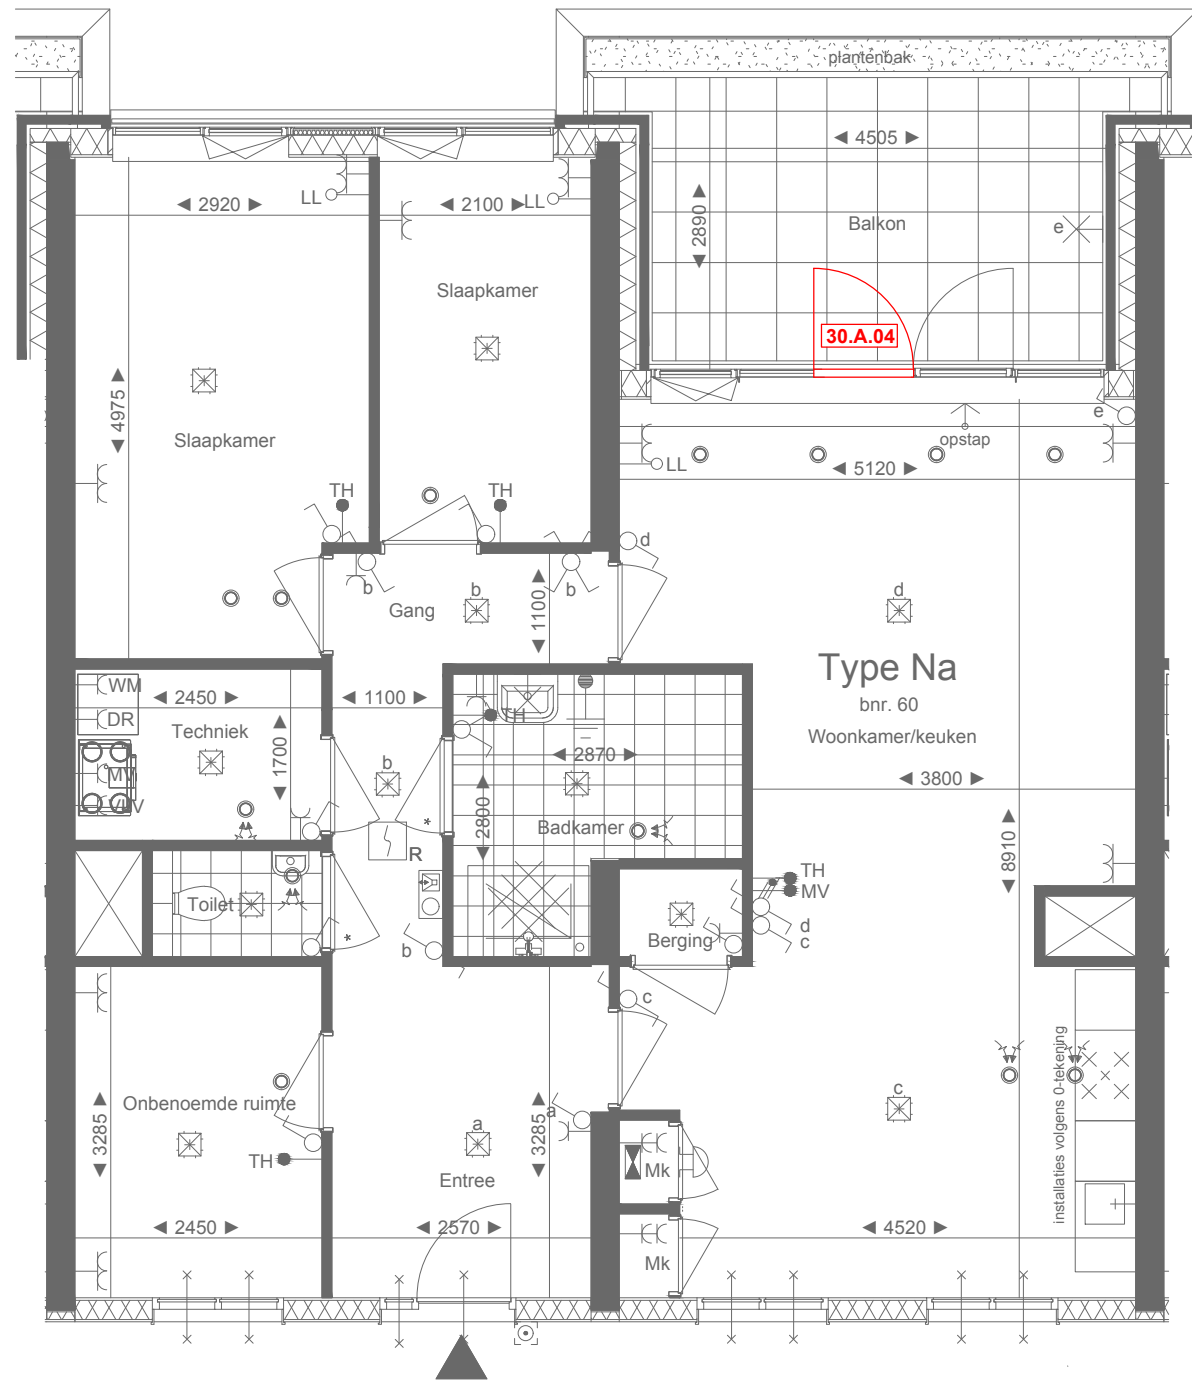 plantenbak
4505
2920
LL
2100
LL
2890
Balkon
e
Slaapkamer
30.A.04
4975
Slaapkamer
e
opstap
LL
5120
TH
TH
d
b
Gang
b
b
1100
d
Type Na
bnr. 60
Woonkamer/keuken
WM
2450
1100
DR
Techniek
TH
1700
2870
b
3800
MV
2800
Badkamer
*
R
8910
TH
MV
Toilet
*
Berging
d
c
b
c
installaties volgens 0-tekening
Onbenoemde ruimte
a
a
c
3285
3285
TH
Mk
Entree
2450
2570
4520
Mk